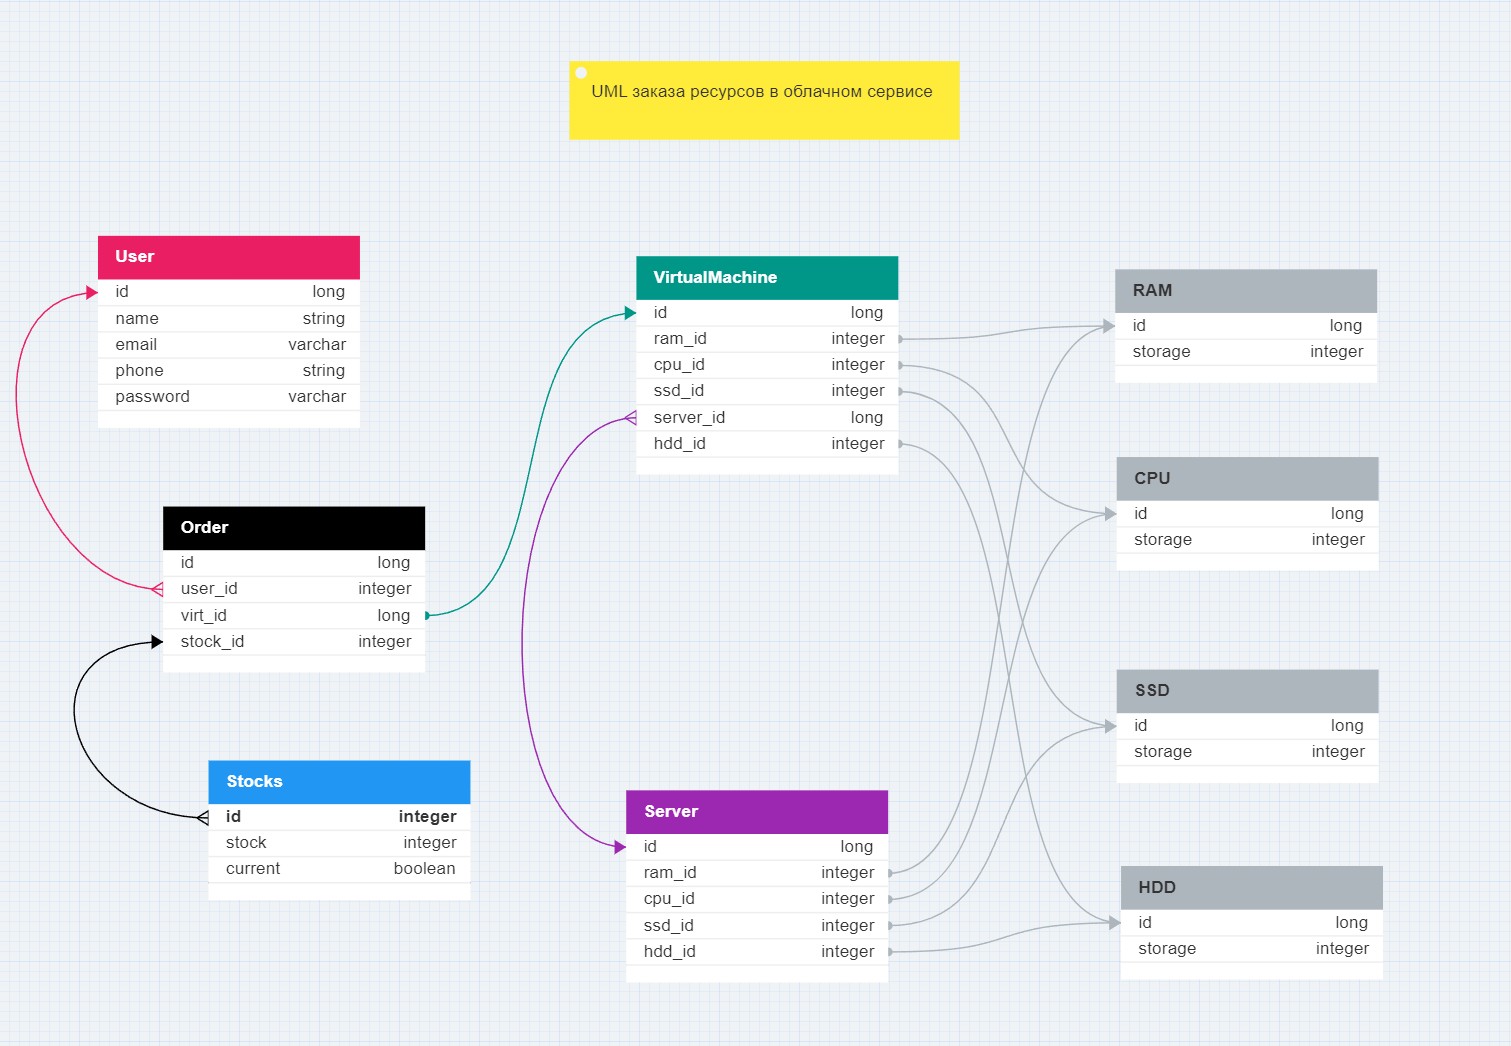 UML заказа ресурсов в облачном сервисе
User
id long
name string
email varchar
phone string
password varchar
Order
id long
user_id integer
virt_id long
stock_id integer
Stocks
id integer
stock integer
current boolean
VirtualMachine
id long
ram_id integer
cpu_id integer
ssd_id integer
server_id long
hdd_id integer
Server
id long
ram_id integer
cpu_id integer
ssd_id integer
hdd_id integer
RAM
id long
storage integer
CPU
id long
storage integer
SSD
id long
storage integer
HDD
id long
storage integer